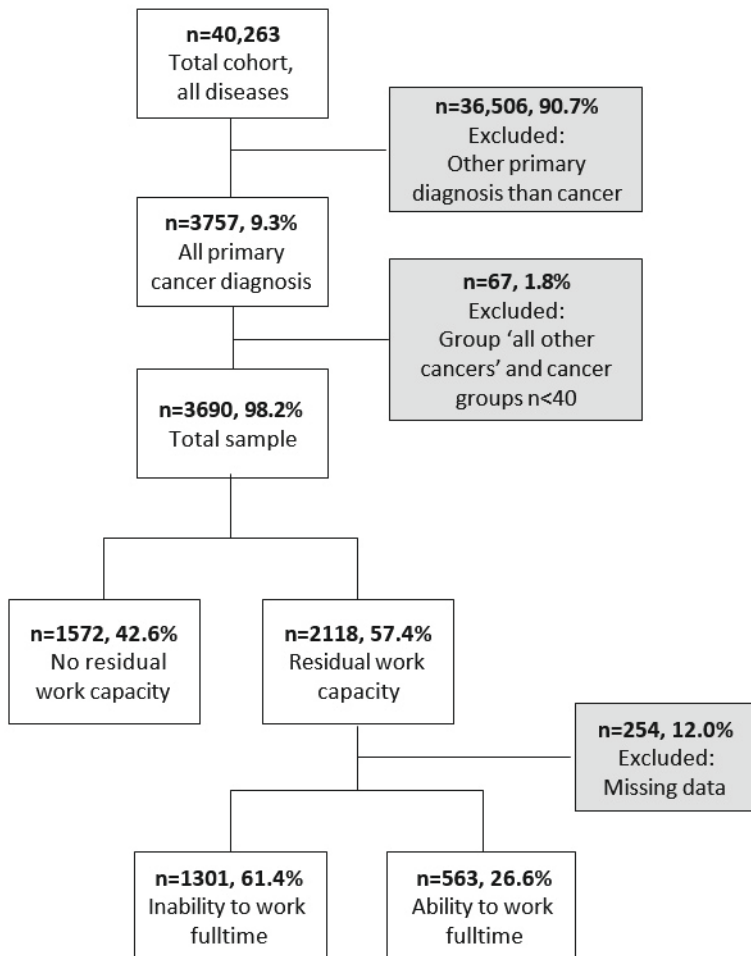 n=40,263
Total cohort,
all diseases
n=36,506, 90.7%
Excluded:
Other primary
diagnosis than cancer
n=3757, 9.3%
All primary
cancer diagnosis
n=67, 1.8%
Excluded:
Group ‘all other
cancers’ and cancer
groups n<40
n=3690, 98.2%
Total sample
n=1572, 42.6%
No residual
work capacity
n=2118, 57.4%
Residual work
capacity
n=254, 12.0%
Excluded:
Missing data
n=1301, 61.4%
Inability to work
fulltime
n=563, 26.6%
Ability to work
fulltime